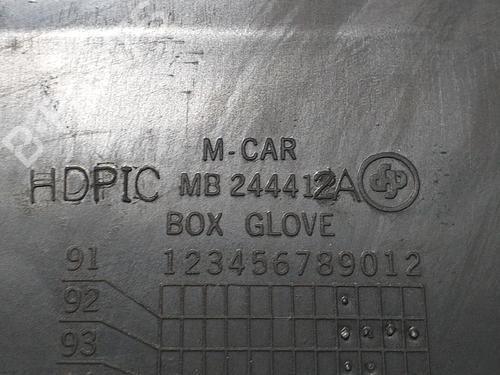 M-CAR
HDPIC MB 244412A
BOX GLOVE
91 123456789012
92
93